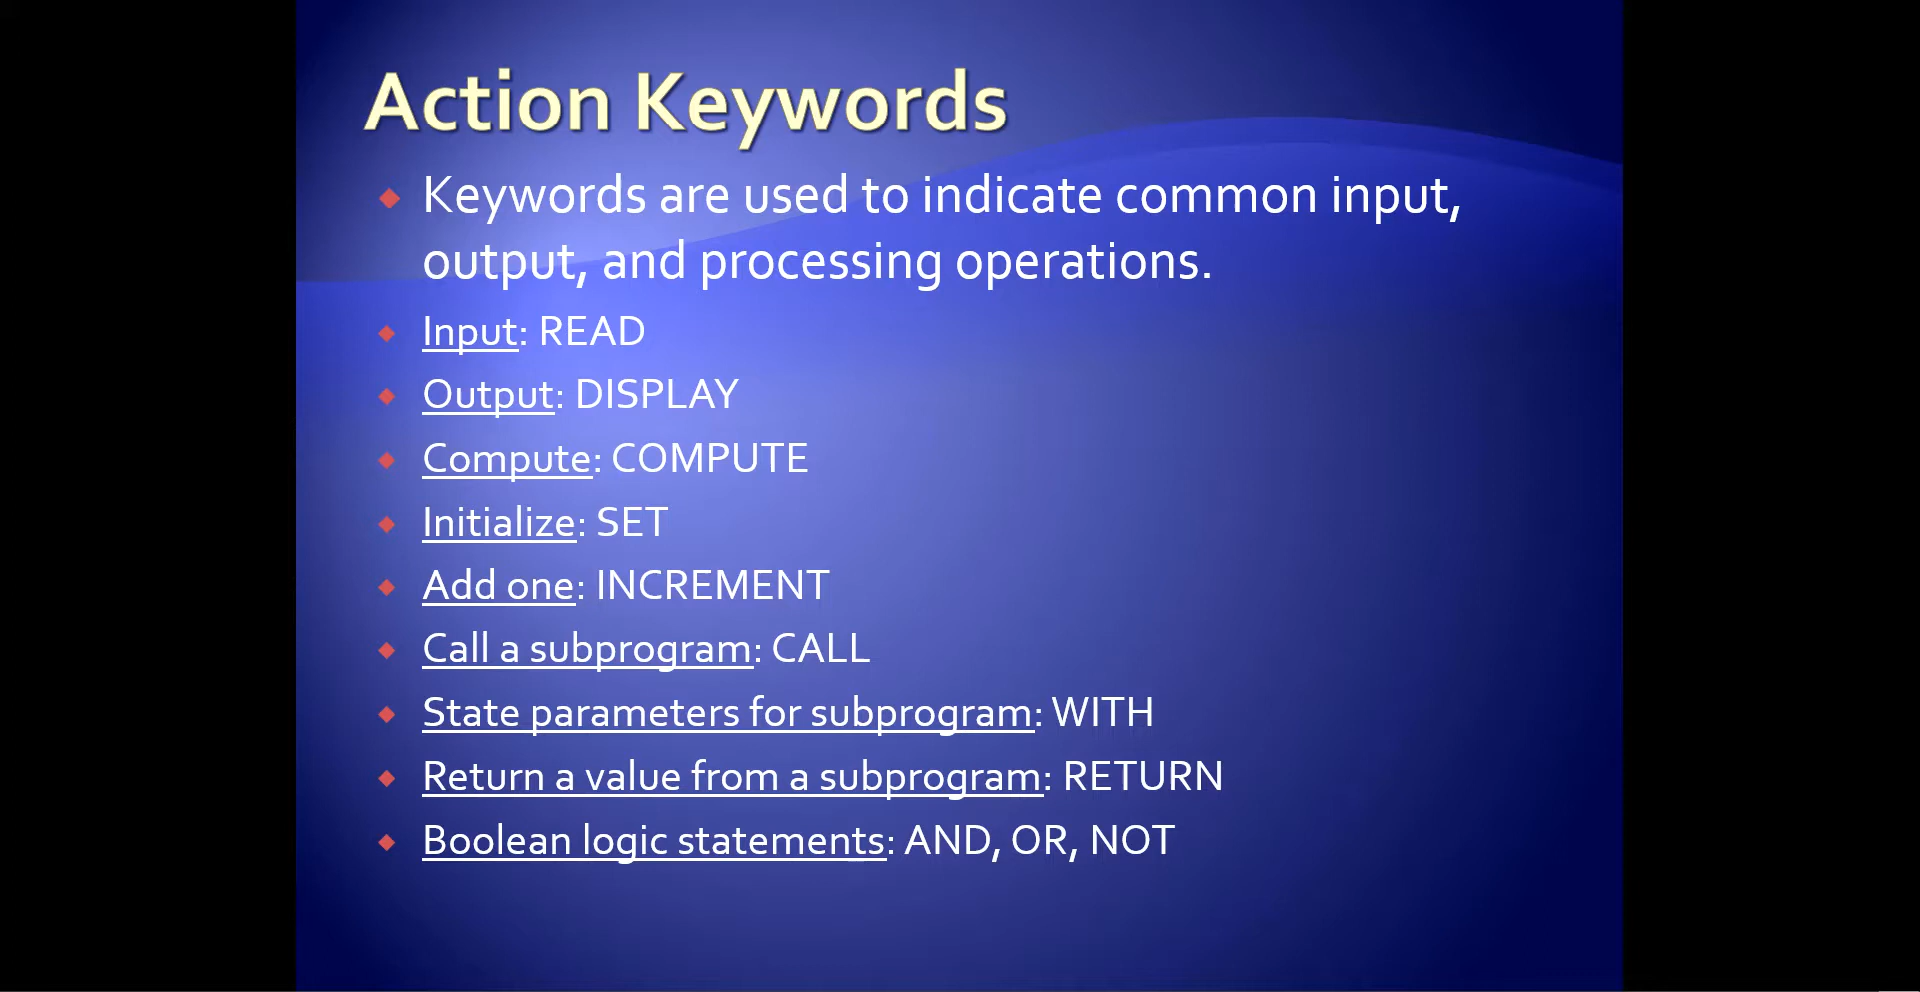 Action Keywords
Keywords are used to indicate common input,
output, and processing operations.
Input: READ
Output: DISPLAY
Compute: COMPUTE
Initialize: SET
Add one: INCREMENT
Call a subprogram: CALL
State parameters for subprogram: WITH
Return a value from a subprogram: RETURN
Boolean logic statements: AND, OR, NOT